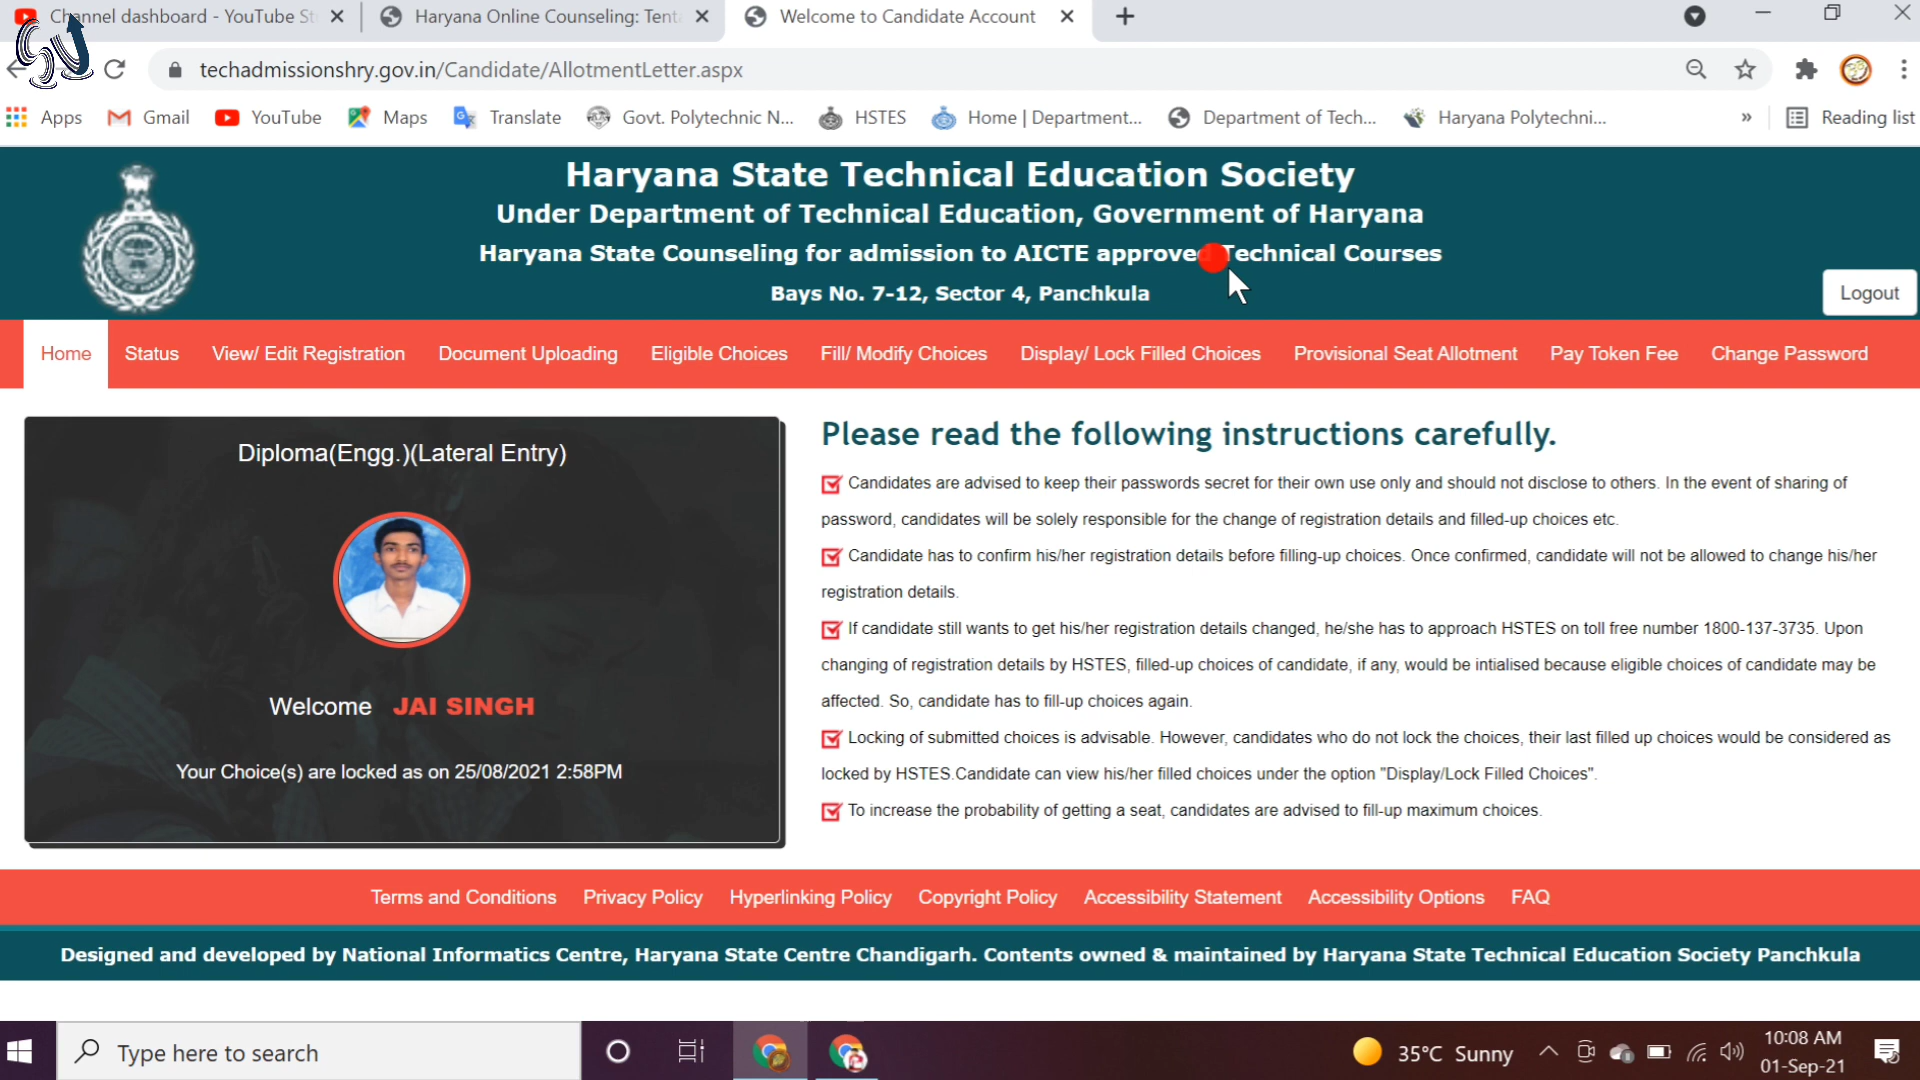 Channel dashboard - YouTube St
Haryana Online Counseling: Tent
Welcome to Candidate Account
techadmissionshry.gov.in/Candidate/AllotmentLetter.aspx
Apps Gmail YouTube Maps Translate Govt. Polytechnic N... HSTES Home | Department... Department of Tech... Haryana Polytechni... » Reading list
Haryana State Technical Education Society
Under Department of Technical Education, Government of Haryana
Haryana State Counseling for admission to AICTE approved Technical Courses
Bays No. 7-12, Sector 4, Panchkula
Logout
Home Status View/ Edit Registration Document Uploading Eligible Choices Fill/ Modify Choices Display/ Lock Filled Choices Provisional Seat Allotment Pay Token Fee Change Password
Diploma(Engg.)(Lateral Entry)
Welcome JAI SINGH
Your Choice(s) are locked as on 25/08/2021 2:58PM
Please read the following instructions carefully.
Candidates are advised to keep their passwords secret for their own use only and should not disclose to others. In the event of sharing of
password, candidates will be solely responsible for the change of registration details and filled-up choices etc.
Candidate has to confirm his/her registration details before filling-up choices. Once confirmed, candidate will not be allowed to change his/her
registration details.
If candidate still wants to get his/her registration details changed, he/she has to approach HSTES on toll free number 1800-137-3735. Upon
changing of registration details by HSTES, filled-up choices of candidate, if any, would be intialised because eligible choices of candidate may be
affected. So, candidate has to fill-up choices again.
Locking of submitted choices is advisable. However, candidates who do not lock the choices, their last filled up choices would be considered as
locked by HSTES.Candidate can view his/her filled choices under the option "Display/Lock Filled Choices".
To increase the probability of getting a seat, candidates are advised to fill-up maximum choices.
Terms and Conditions Privacy Policy Hyperlinking Policy Copyright Policy Accessibility Statement Accessibility Options FAQ
Designed and developed by National Informatics Centre, Haryana State Centre Chandigarh. Contents owned & maintained by Haryana State Technical Education Society Panchkula
Type here to search
35°C Sunny
10:08 AM
01-Sep-21